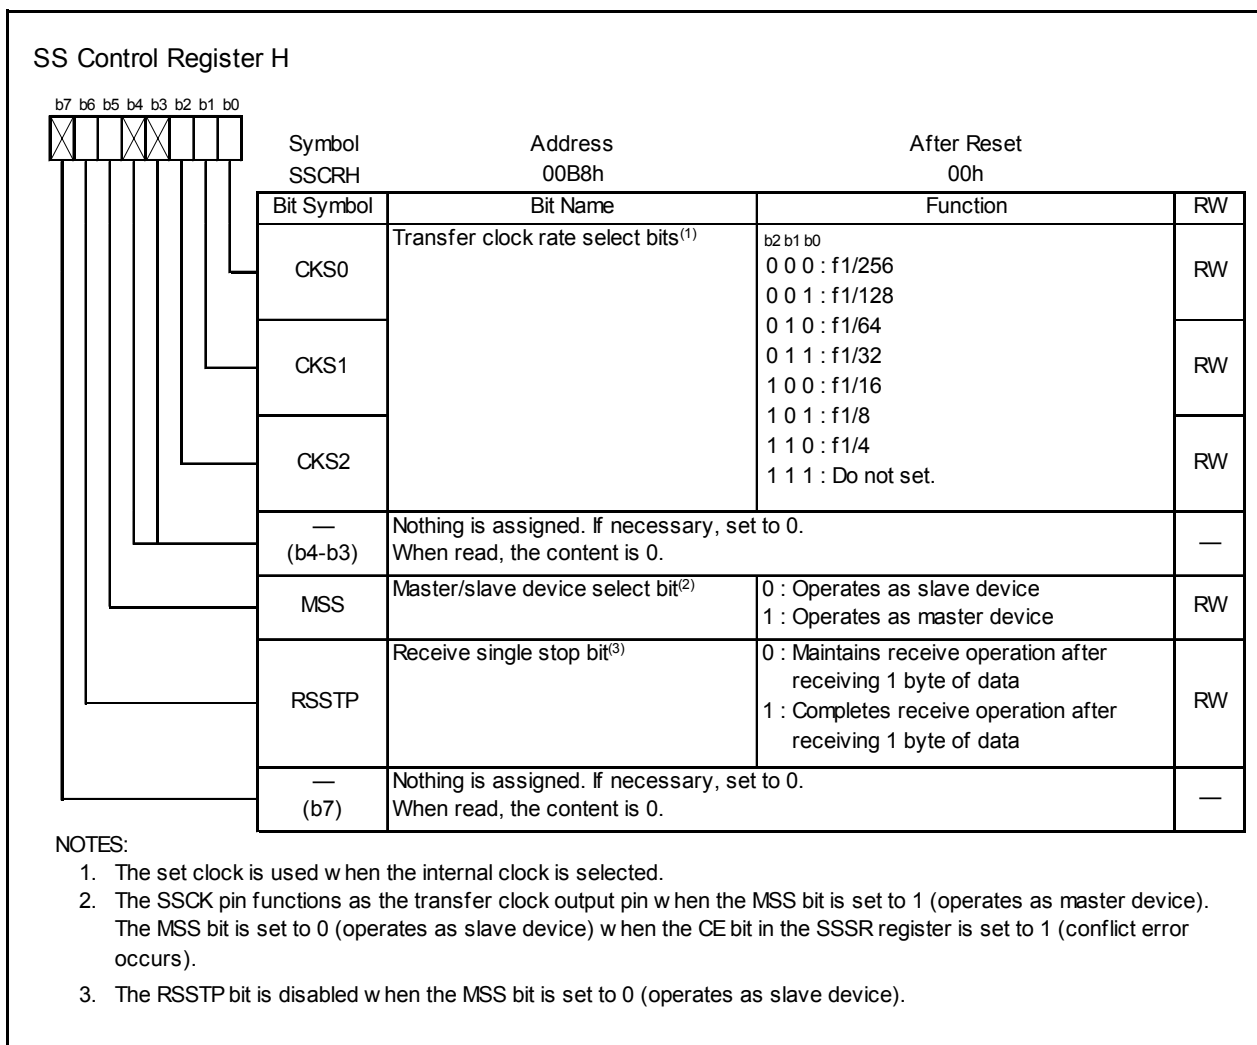 SS Control Register H
b7 b6 b5 b4 b3 b2 b1 b0
Symbol Address After Reset
SSCRH 00B8h 00h
Bit Symbol Bit Name Function RW
CKS0 Transfer clock rate select bits(1) b2 b1 b0
0 0 0 : f1/256 RW
0 0 1 : f1/128
0 1 0 : f1/64
CKS1 0 1 1 : f1/32 RW
1 0 0 : f1/16
1 0 1 : f1/8
1 1 0 : f1/4
CKS2 1 1 1 : Do not set. RW
— Nothing is assigned. If necessary, set to 0.
(b4-b3) When read, the content is 0. —
MSS Master/slave device select bit(2) 0 : Operates as slave device RW
1 : Operates as master device
RSSTP Receive single stop bit(3) 0 : Maintains receive operation after
receiving 1 byte of data RW
1 : Completes receive operation after
receiving 1 byte of data
— Nothing is assigned. If necessary, set to 0.
(b7) When read, the content is 0. —
NOTES:
1. The set clock is used when the internal clock is selected.
2. The SSCK pin functions as the transfer clock output pin when the MSS bit is set to 1 (operates as master device).
The MSS bit is set to 0 (operates as slave device) when the CE bit in the SSSR register is set to 1 (conflict error
occurs).
3. The RSSTP bit is disabled when the MSS bit is set to 0 (operates as slave device).